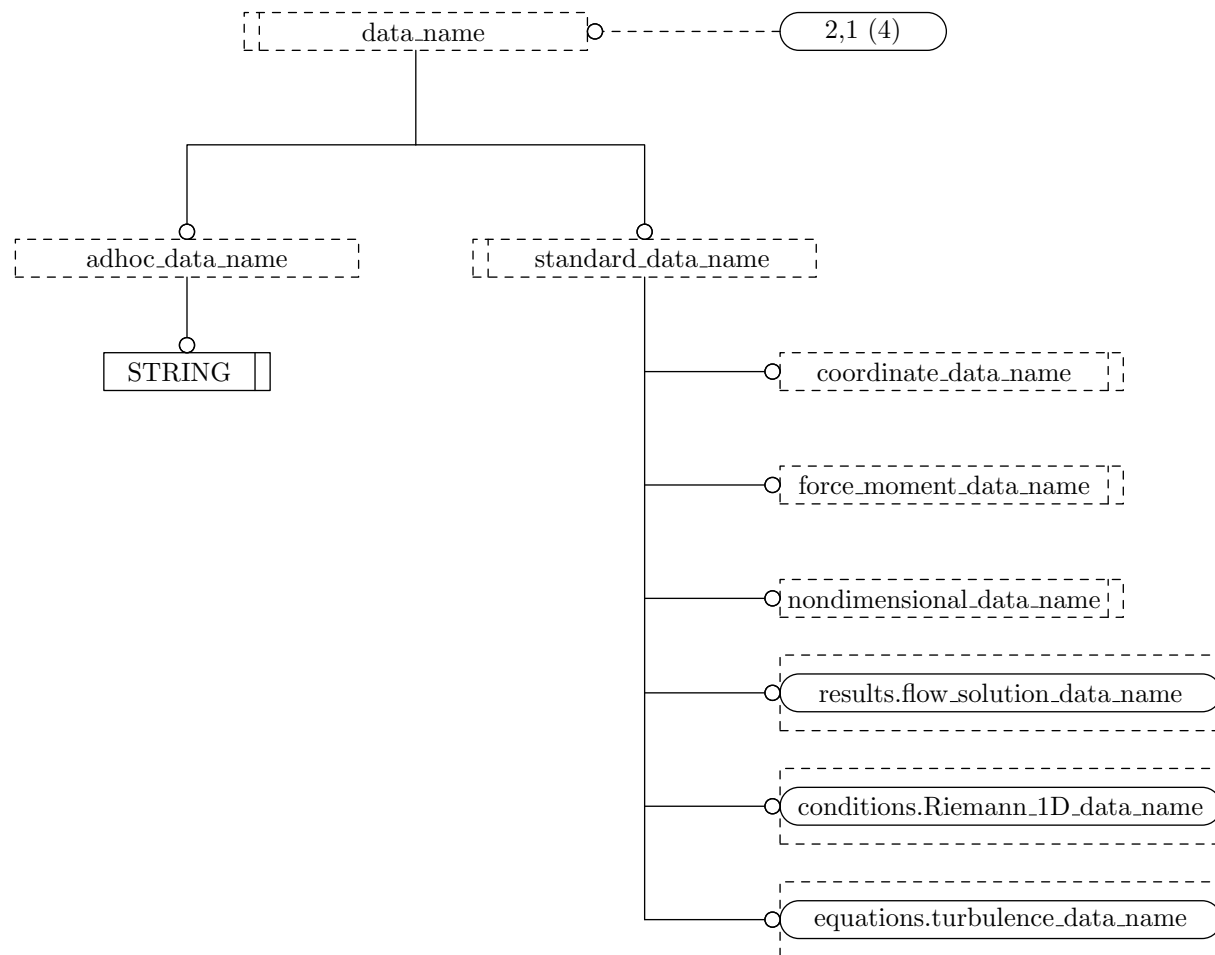 data_name
2,1 (4)
adhoc_data_name
standard_data_name
STRING
coordinate_data_name
force_moment_data_name
nondimensional_data_name
results.flow_solution_data_name
conditions.Riemann_1D_data_name
equations.turbulence_data_name